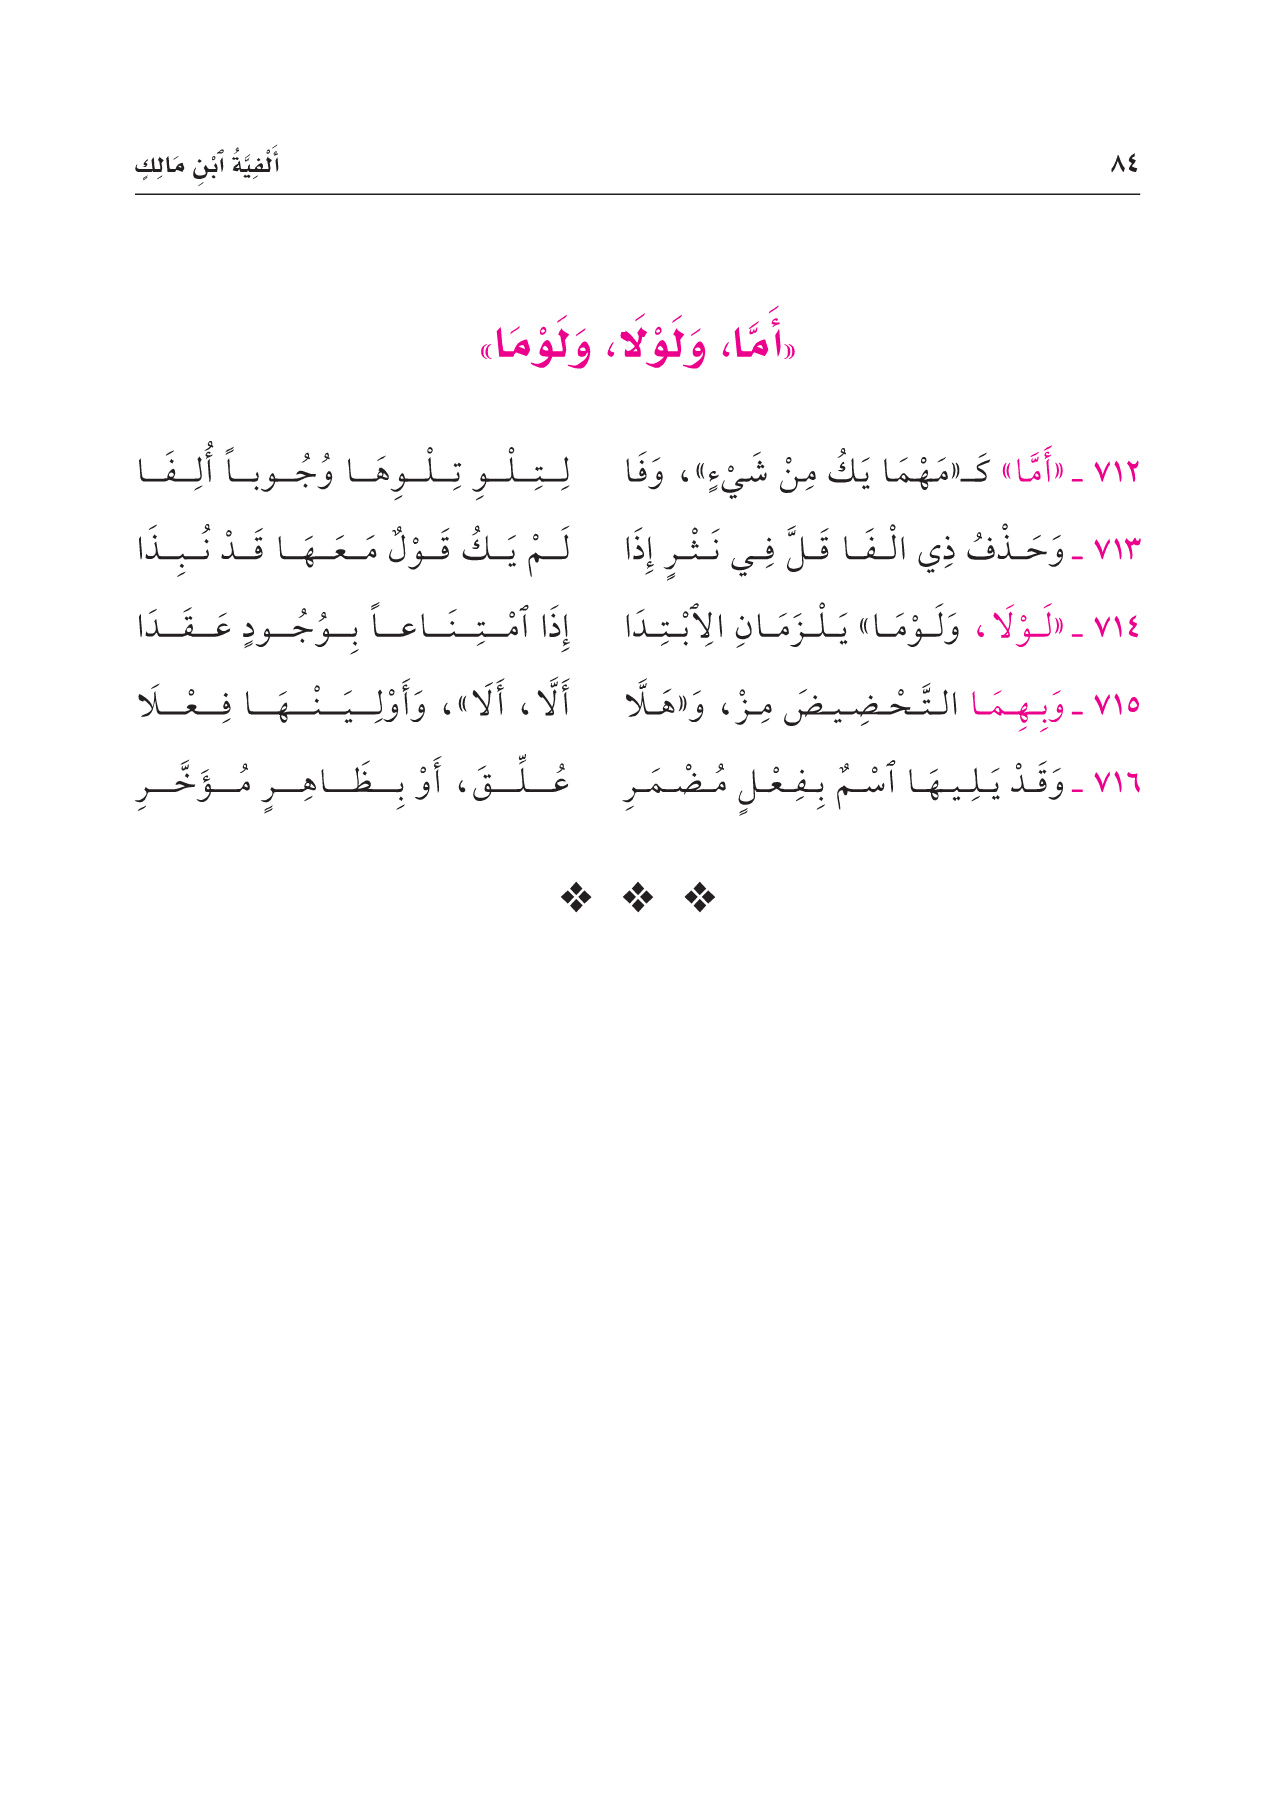 ٨٤ أَلْفِيَّةُ ٱبْنِ مَالِكٍ
«أَمَّا، وَلَوْلَا، وَلَوْمَا»
٧١٢ ـ «أَمَّا» كَـ«مَهْمَا يَكُ مِنْ شَيْءٍ»، وَفَا لِتِلْوِ تِلْوِهَا وُجُوباً أُلِفَا
٧١٣ ـ وَحَذْفُ ذِي الْفَا قَلَّ فِي نَثْرٍ إِذَا لَمْ يَكُ قَوْلٌ مَعَهَا قَدْ نُبِذَا
٧١٤ ـ «لَوْلَا، وَلَوْمَا» يَلْزَمَانِ الِٱبْتِدَا إِذَا ٱمْتِنَاعاً بِوُجُودٍ عَقَدَا
٧١٥ ـ وَبِهِمَا التَّحْضِيضَ مِزْ، وَ«هَلَّا أَلَّا، أَلَا»، وَأَوْلِيَنْهَا فِعْلَا
٧١٦ ـ وَقَدْ يَلِيهَا ٱسْمٌ بِفِعْلٍ مُضْمَرِ عُلِّقَ، أَوْ بِظَاهِرٍ مُؤَخَّرِ